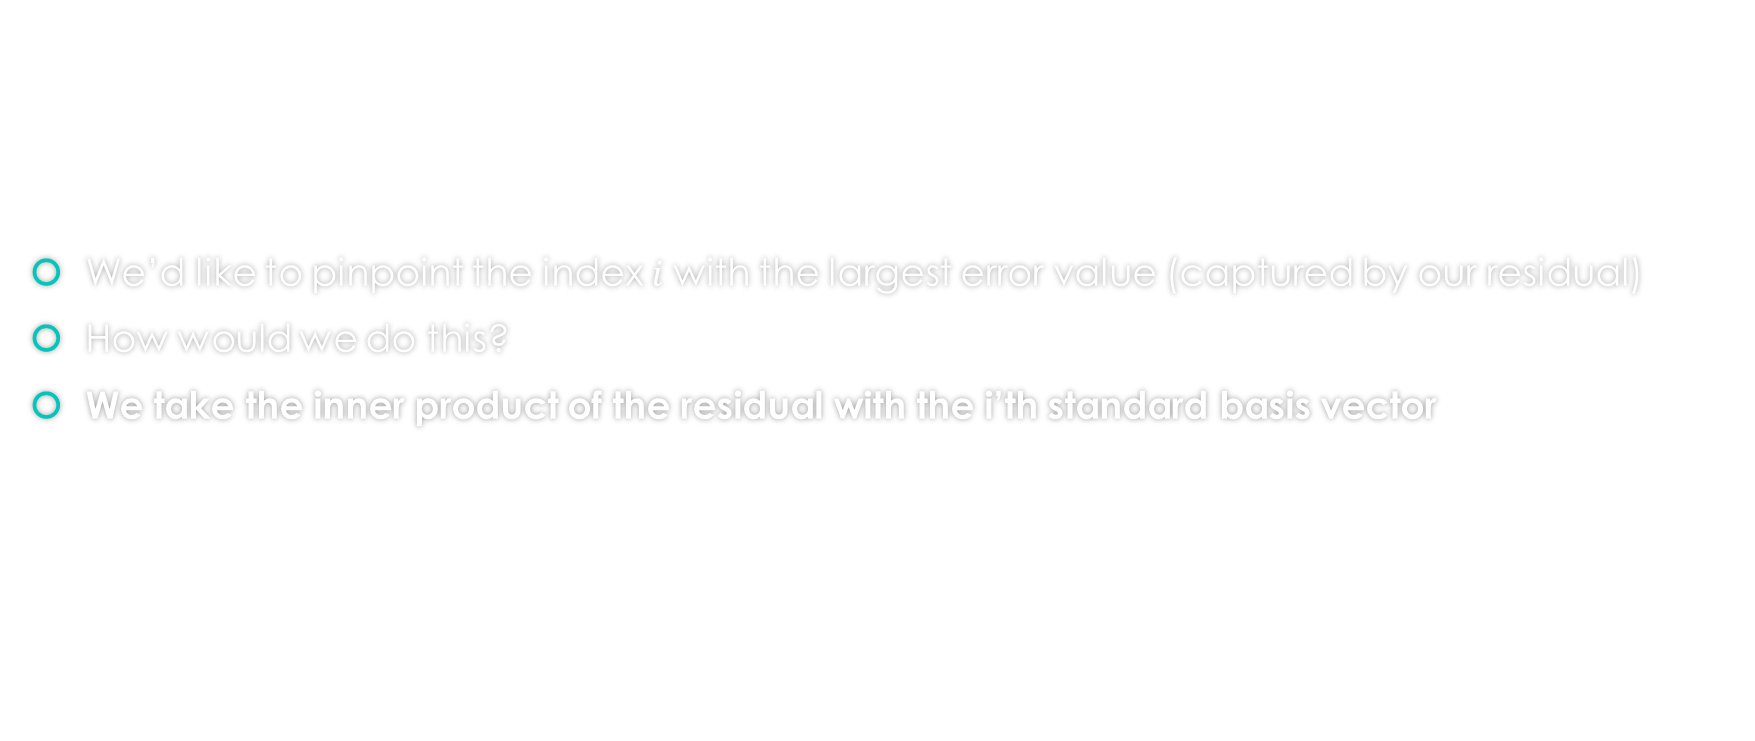 We’d like to pinpoint the index i with the largest error value (captured by our residual)
How would we do this?
We take the inner product of the residual with the i’th standard basis vector